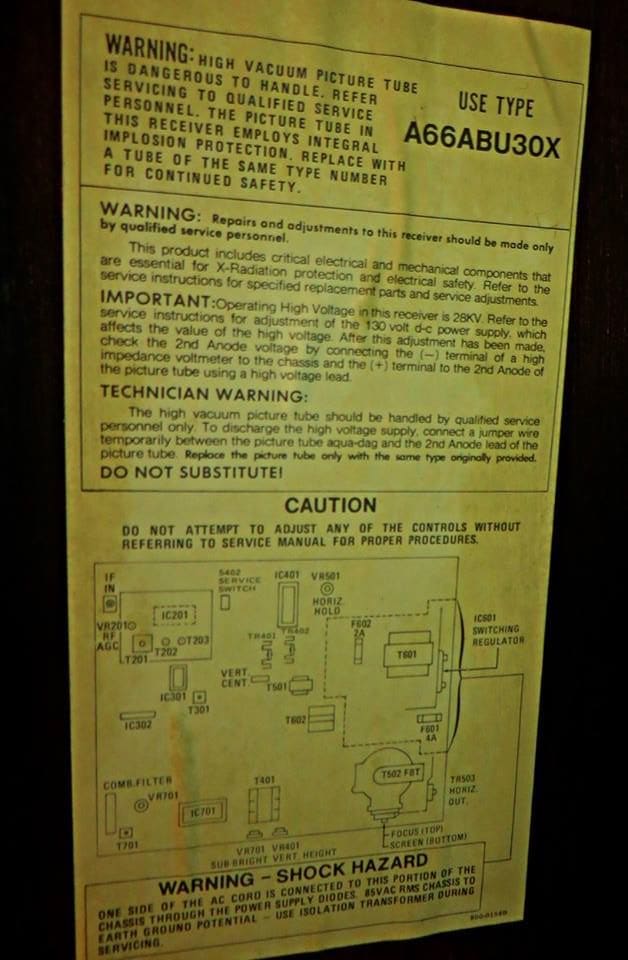 WARNING: HIGH VACUUM PICTURE TUBE
IS DANGEROUS TO HANDLE. REFER
SERVICING TO QUALIFIED SERVICE
PERSONNEL. THE PICTURE TUBE IN
THIS RECEIVER EMPLOYS INTEGRAL
IMPLOSION PROTECTION. REPLACE WITH
A TUBE OF THE SAME TYPE NUMBER
FOR CONTINUED SAFETY.
USE TYPE
A66ABU30X
WARNING: Repairs and adjustments to this receiver should be made only
by qualified service personnel.
This product includes critical electrical and mechanical components that
are essential for X-Radiation protection and electrical safety. Refer to the
service instructions for specified replacement parts and service adjustments.
IMPORTANT: Operating High Voltage in this receiver is 28KV. Refer to the
service instructions for adjustment of the 130 volt d-c power supply, which
affects the value of the high voltage. After this adjustment has been made,
check the 2nd Anode voltage by connecting the (—) terminal of a high
impedance voltmeter to the chassis and the (+) terminal to the 2nd Anode of
the picture tube using a high voltage lead.
TECHNICIAN WARNING:
The high vacuum picture tube should be handled by qualified service
personnel only. To discharge the high voltage supply, connect a jumper wire
temporarily between the picture tube aqua-dag and the 2nd Anode lead of the
picture tube. Replace the picture tube only with the same type originally provided.
DO NOT SUBSTITUTE!
CAUTION
DO NOT ATTEMPT TO ADJUST ANY OF THE CONTROLS WITHOUT
REFERRING TO SERVICE MANUAL FOR PROPER PROCEDURES.
IF
IN
S402
SERVICE
SWITCH
IC401
VR501
HORIZ.
HOLD
IC201
VR201
RF
AGC
T201
T202
T203
TR401
TR402
F602
2A
T601
IC601
SWITCHING
REGULATOR
VERT.
CENT.
T501
IC301
T301
IC302
T602
F601
4A
COMB.FILTER
VR701
T701
IC701
T401
T502 FBT
TR503
HORIZ.
OUT.
VR701 VR401
SUB BRIGHT VERT. HEIGHT
FOCUS (TOP)
SCREEN (BOTTOM)
WARNING – SHOCK HAZARD
ONE SIDE OF THE AC CORD IS CONNECTED TO THIS PORTION OF THE
CHASSIS THROUGH THE POWER SUPPLY DIODES. 85VAC RMS CHASSIS TO
EARTH GROUND POTENTIAL – USE ISOLATION TRANSFORMER DURING
SERVICING.